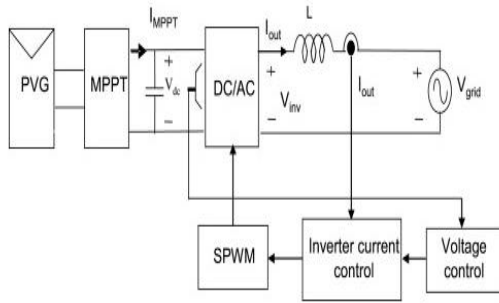 I_MPPT
I_out
L
PVG
MPPT
+
V_dc
−
DC/AC
+
V_inv
−
I_out
+
V_grid
−
SPWM
Inverter current
control
Voltage
control